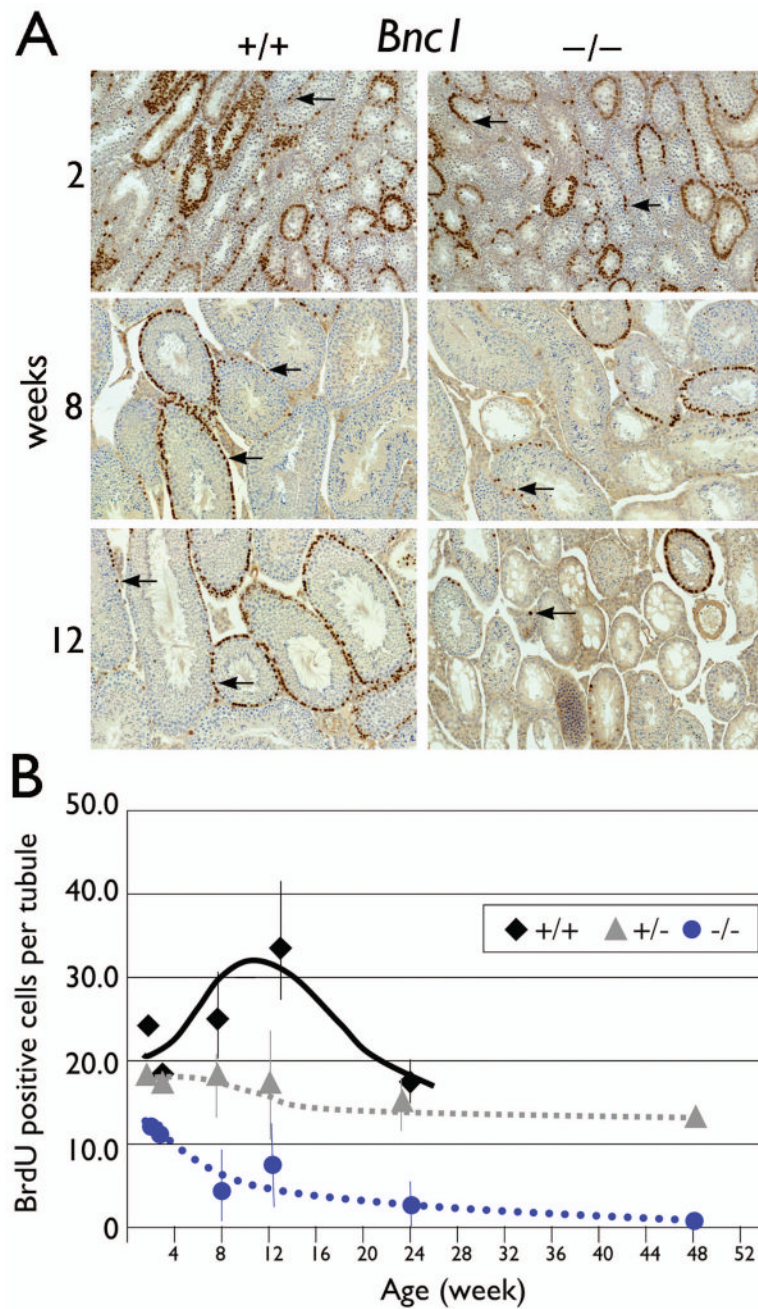 A
Bnc1
+/+
−/−
2
8
12
weeks
B
50.0
40.0
30.0
20.0
10.0
0
BrdU positive cells per tubule
+/+ +/- -/-
4 8 12 16 20 24 28 32 36 40 44 48 52
Age (week)